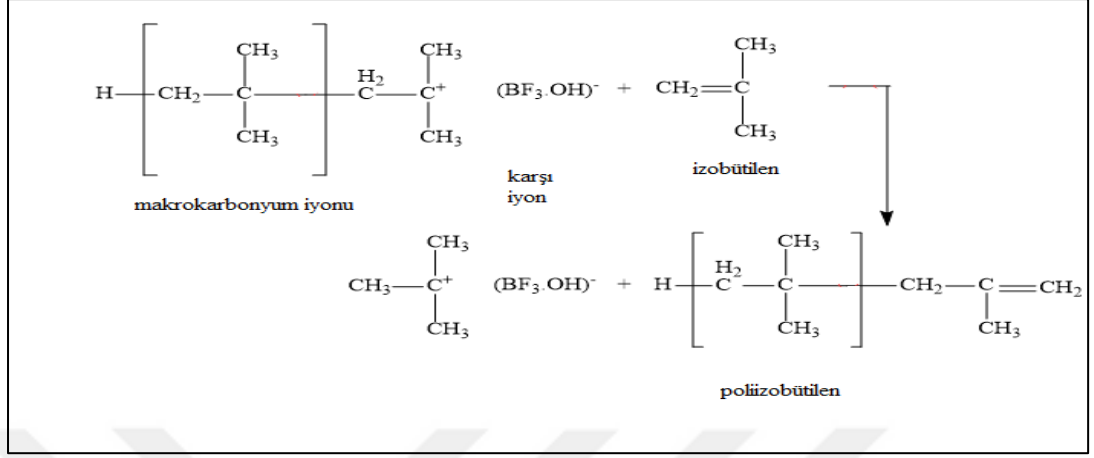 CH₃ CH₃ CH₃
H—[CH₂—C]—C(H₂)—C⁺ (BF₃.OH)⁻ + CH₂=C
CH₃ CH₃ CH₃
makrokarbonyum iyonu
karşı
iyon
izobütilen
CH₃ CH₃
CH₃—C⁺ (BF₃.OH)⁻ + H—[C(H₂)—C]—CH₂—C=CH₂
CH₃ CH₃ CH₃
poliizobütilen